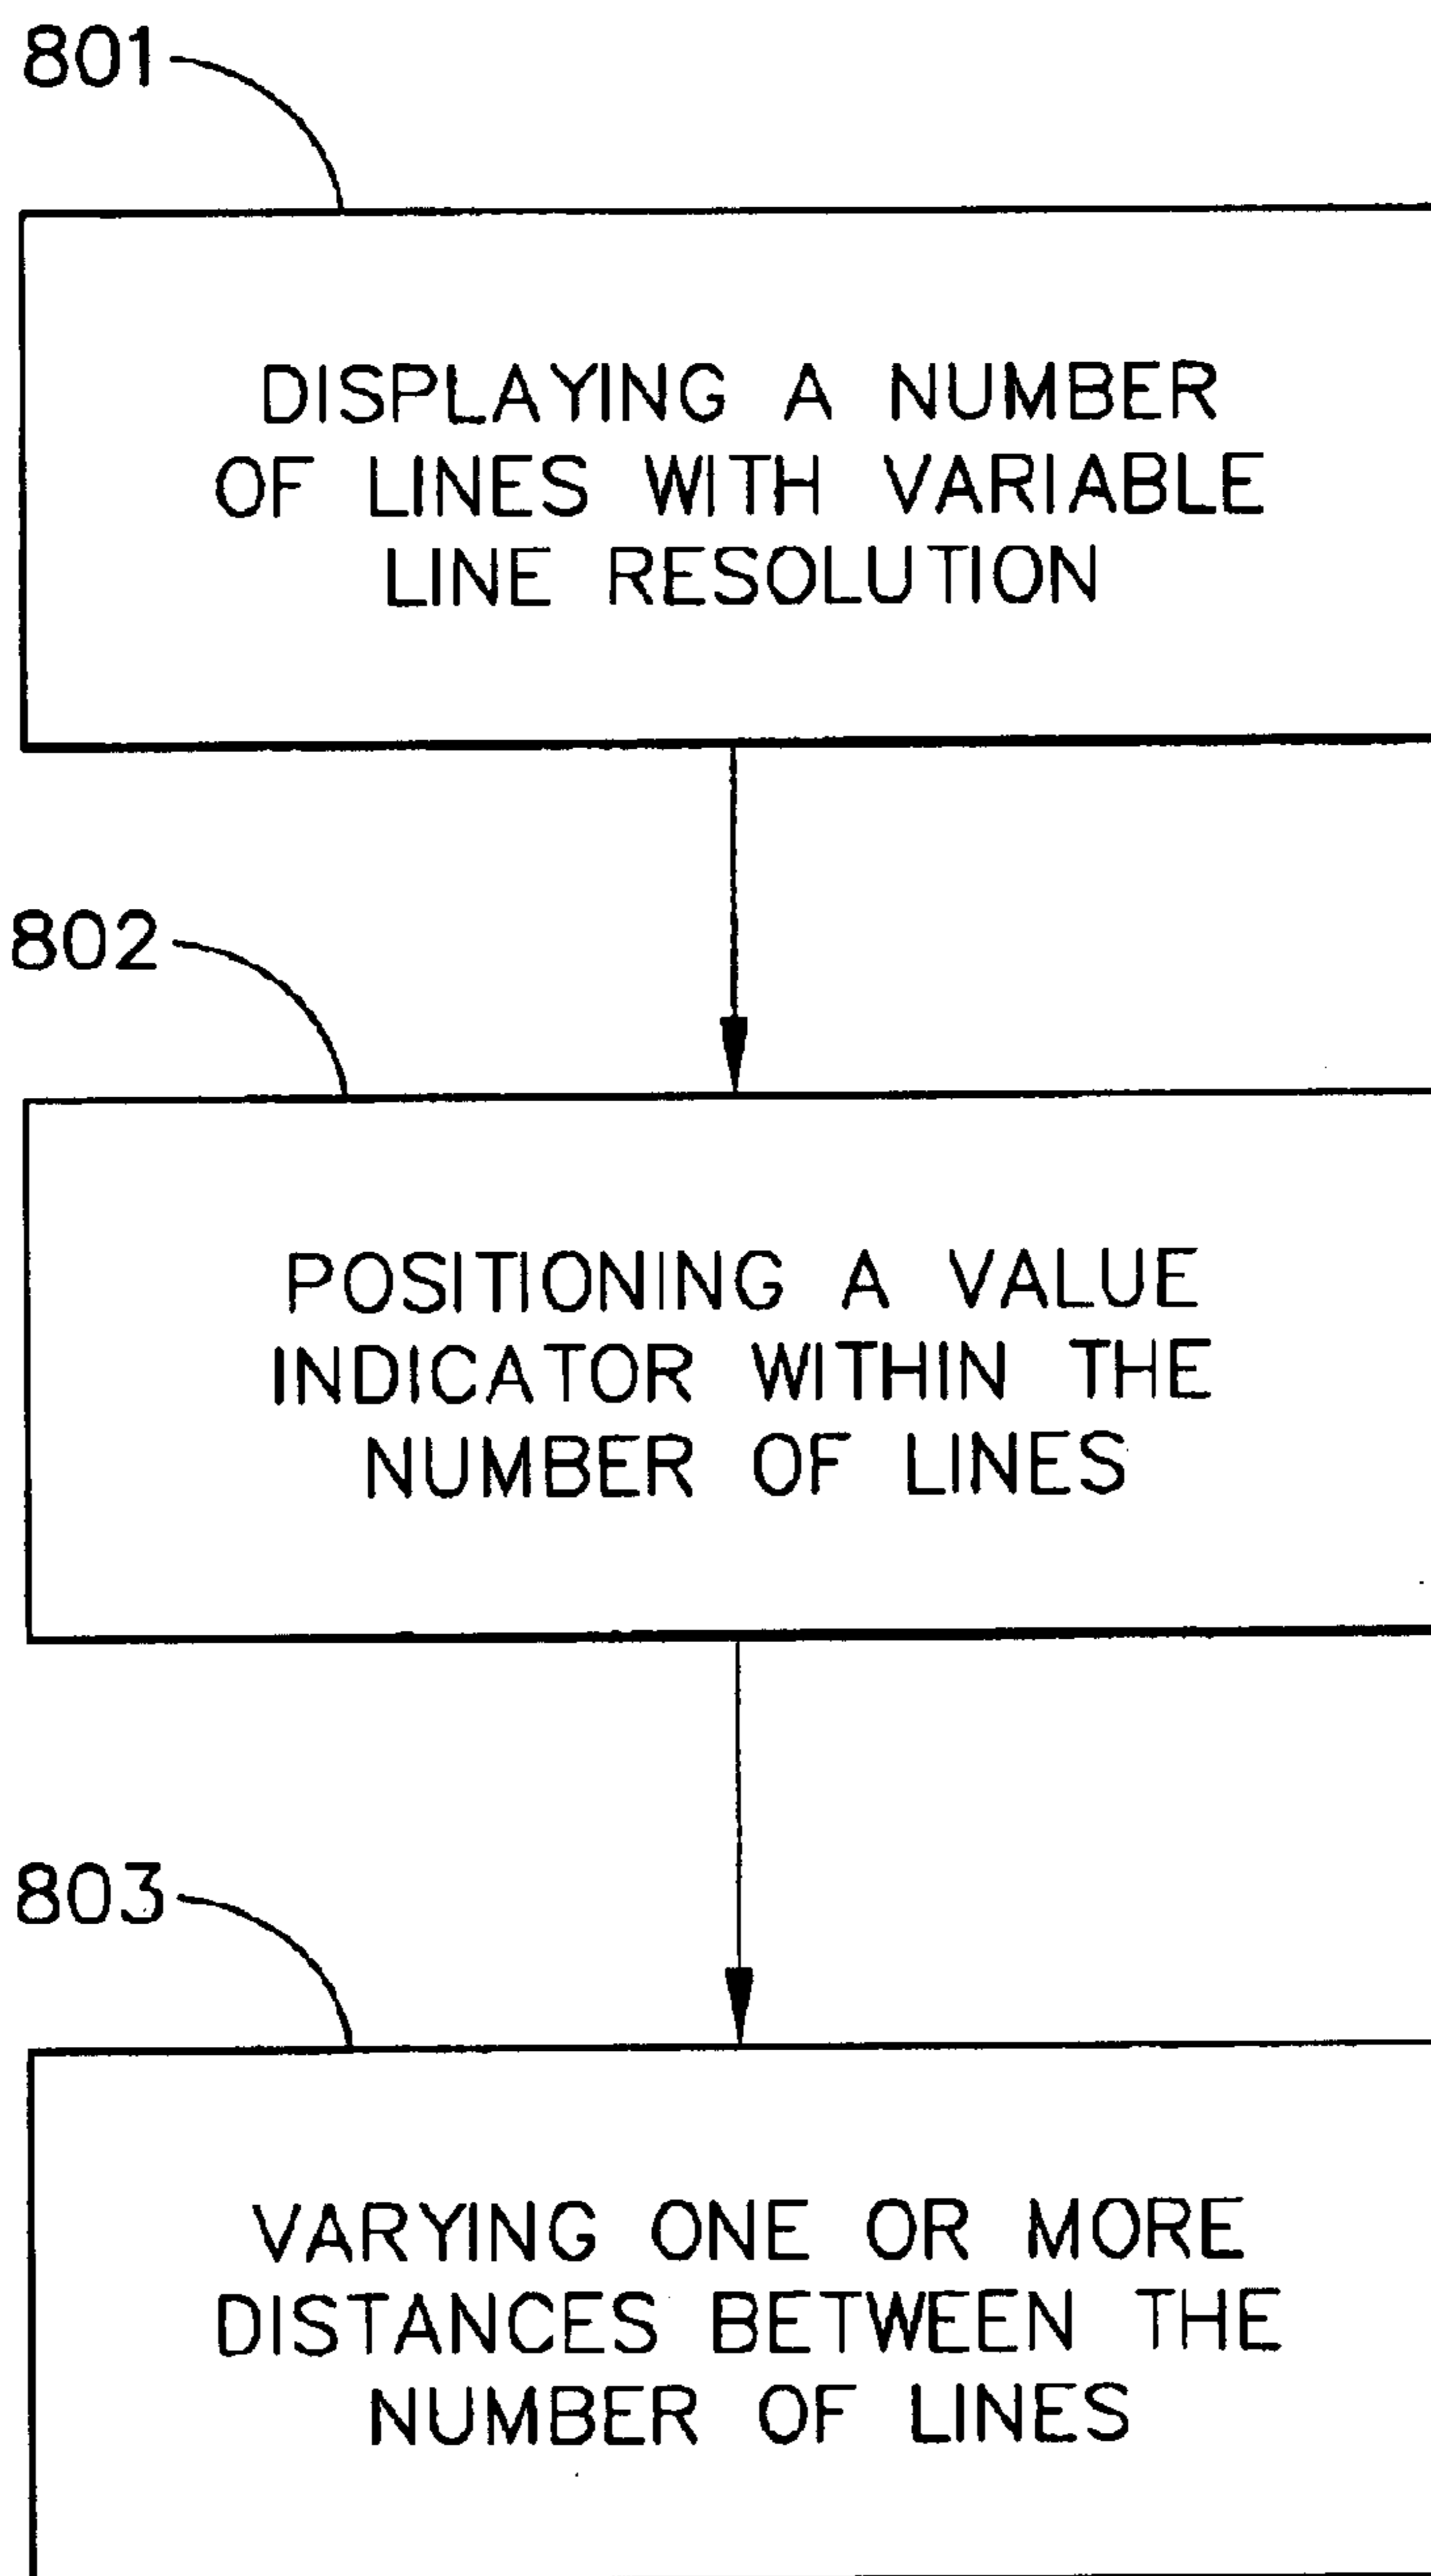 801
DISPLAYING A NUMBER
OF LINES WITH VARIABLE
LINE RESOLUTION
802
POSITIONING A VALUE
INDICATOR WITHIN THE
NUMBER OF LINES
803
VARYING ONE OR MORE
DISTANCES BETWEEN THE
NUMBER OF LINES